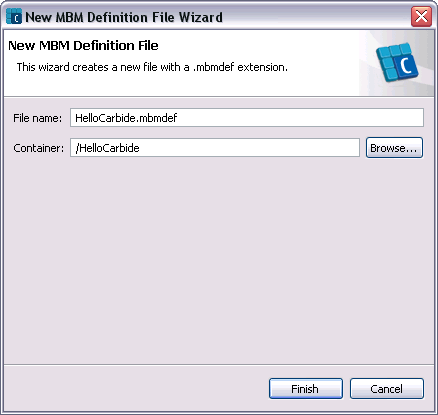 New MBM Definition File Wizard
New MBM Definition File
This wizard creates a new file with a .mbmdef extension.
C
File name: HelloCarbide.mbmdef
Container: /HelloCarbide Browse...
Finish Cancel